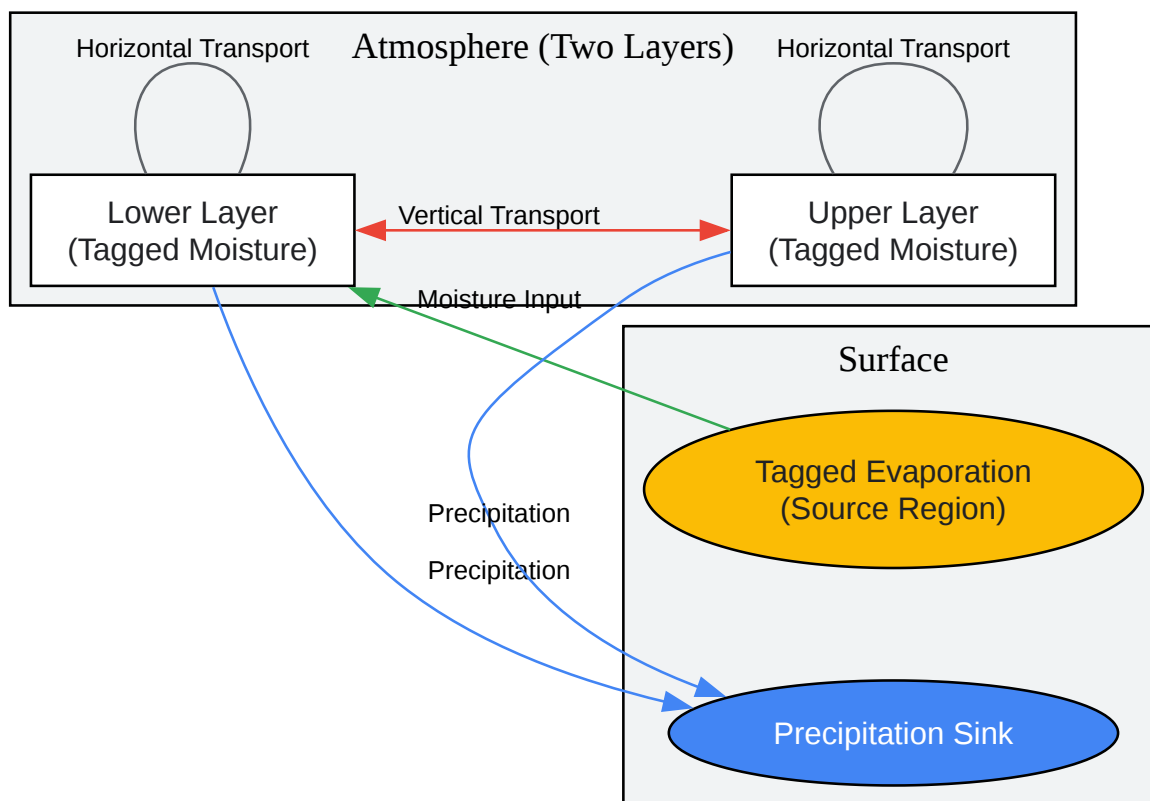 Horizontal Transport
Atmosphere (Two Layers)
Horizontal Transport
Lower Layer
(Tagged Moisture)
Vertical Transport
Upper Layer
(Tagged Moisture)
Moisture Input
Surface
Tagged Evaporation
(Source Region)
Precipitation
Precipitation
Precipitation Sink